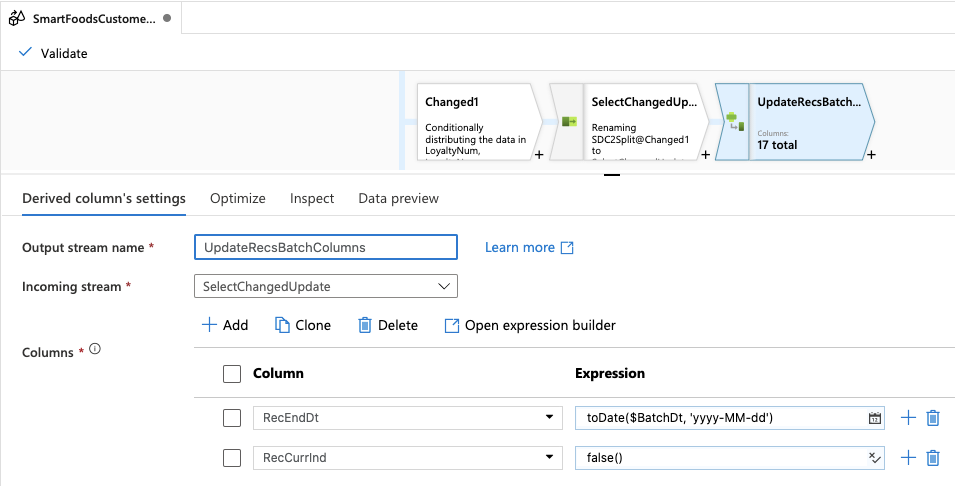 SmartFoodsCustome...
Validate
Changed1
Conditionally
distributing the data in
LoyaltyNum,
SelectChangedUp...
Renaming
SDC2Split@Changed1
to
UpdateRecsBatch...
Columns:
17 total
Derived column's settings Optimize Inspect Data preview
Output stream name * UpdateRecsBatchColumns Learn more
Incoming stream * SelectChangedUpdate
Add Clone Delete Open expression builder
Columns *
Column Expression
RecEndDt toDate($BatchDt, 'yyyy-MM-dd')
RecCurrInd false()